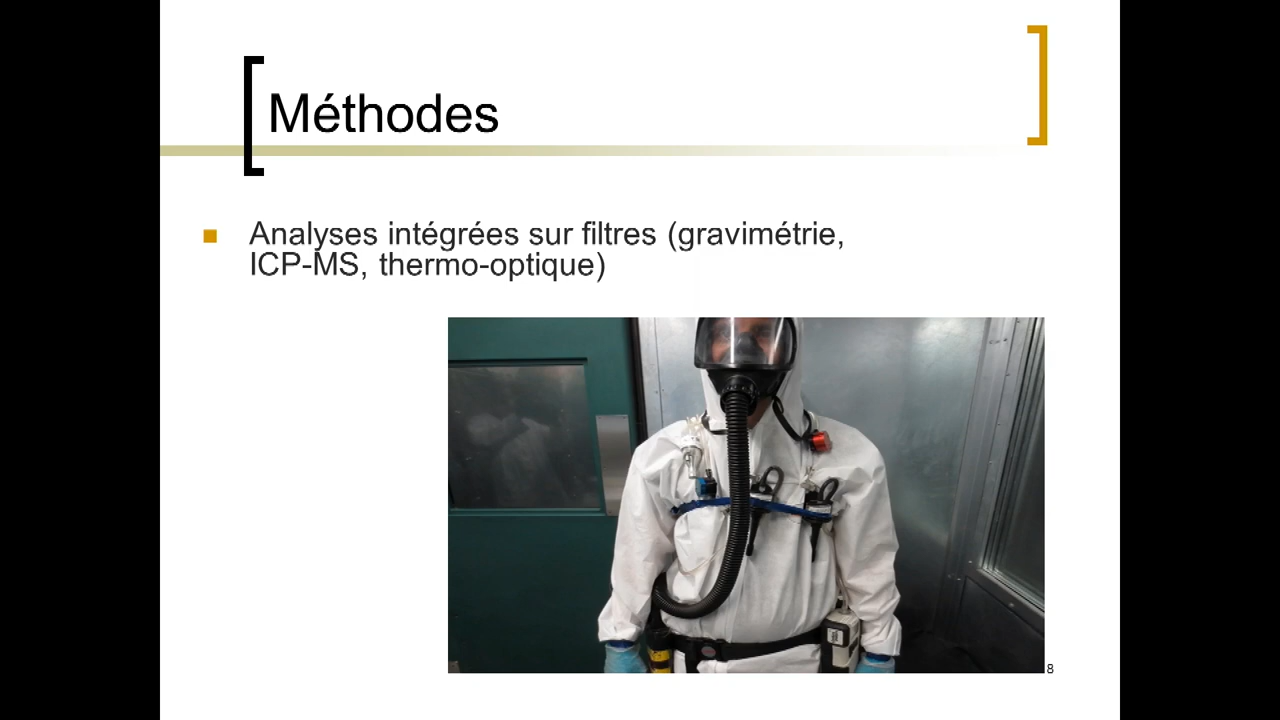 Méthodes
Analyses intégrées sur filtres (gravimétrie,
ICP-MS, thermo-optique)
8